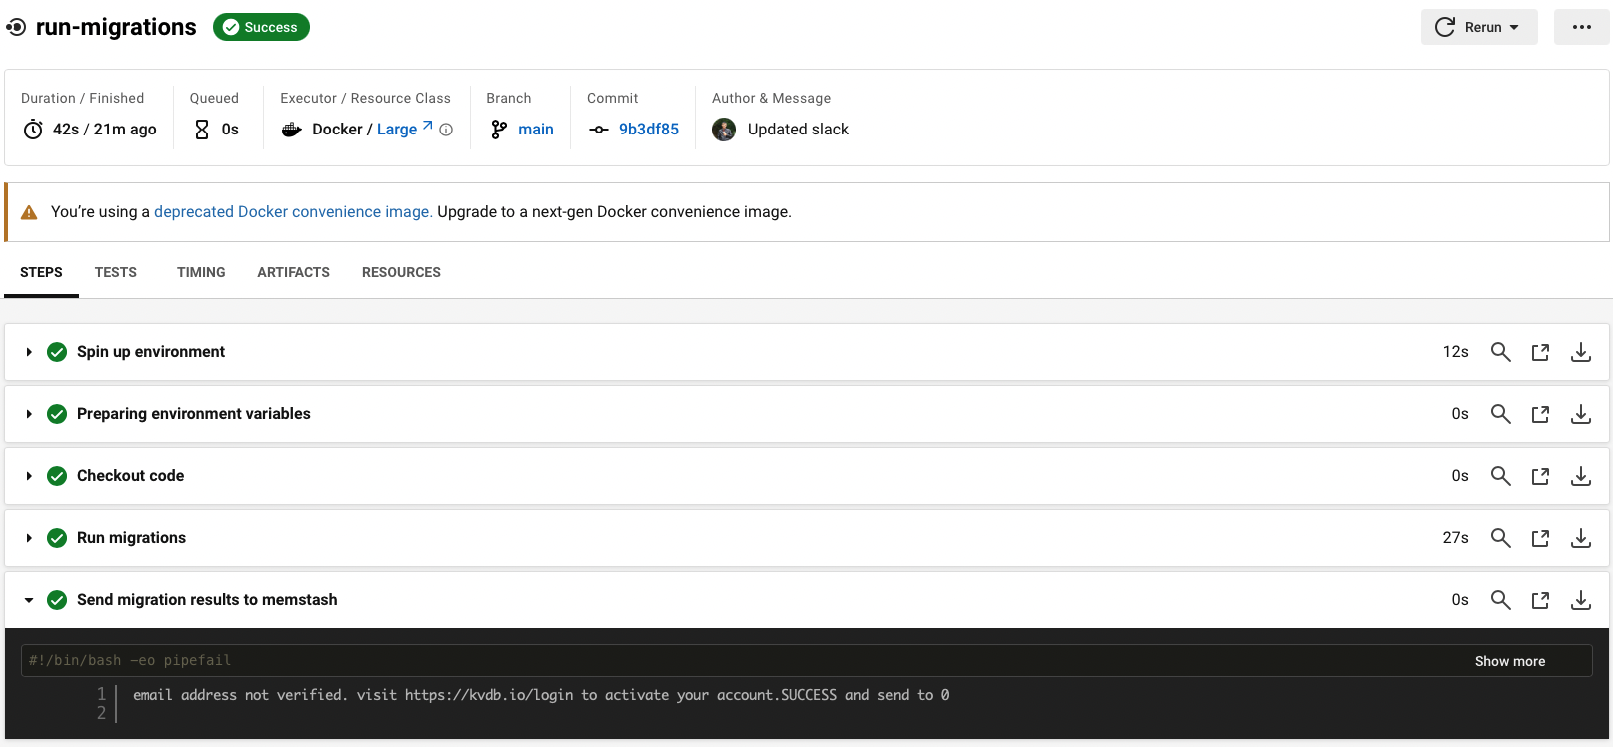 run-migrations Success Rerun
Duration / Finished Queued Executor / Resource Class Branch Commit Author & Message
42s / 21m ago 0s Docker / Large main 9b3df85 Updated slack
You’re using a deprecated Docker convenience image. Upgrade to a next-gen Docker convenience image.
STEPS TESTS TIMING ARTIFACTS RESOURCES
Spin up environment 12s
Preparing environment variables 0s
Checkout code 0s
Run migrations 27s
Send migration results to memstash 0s
#!/bin/bash -eo pipefail Show more
1 email address not verified. visit https://kvdb.io/login to activate your account.SUCCESS and send to 0
2